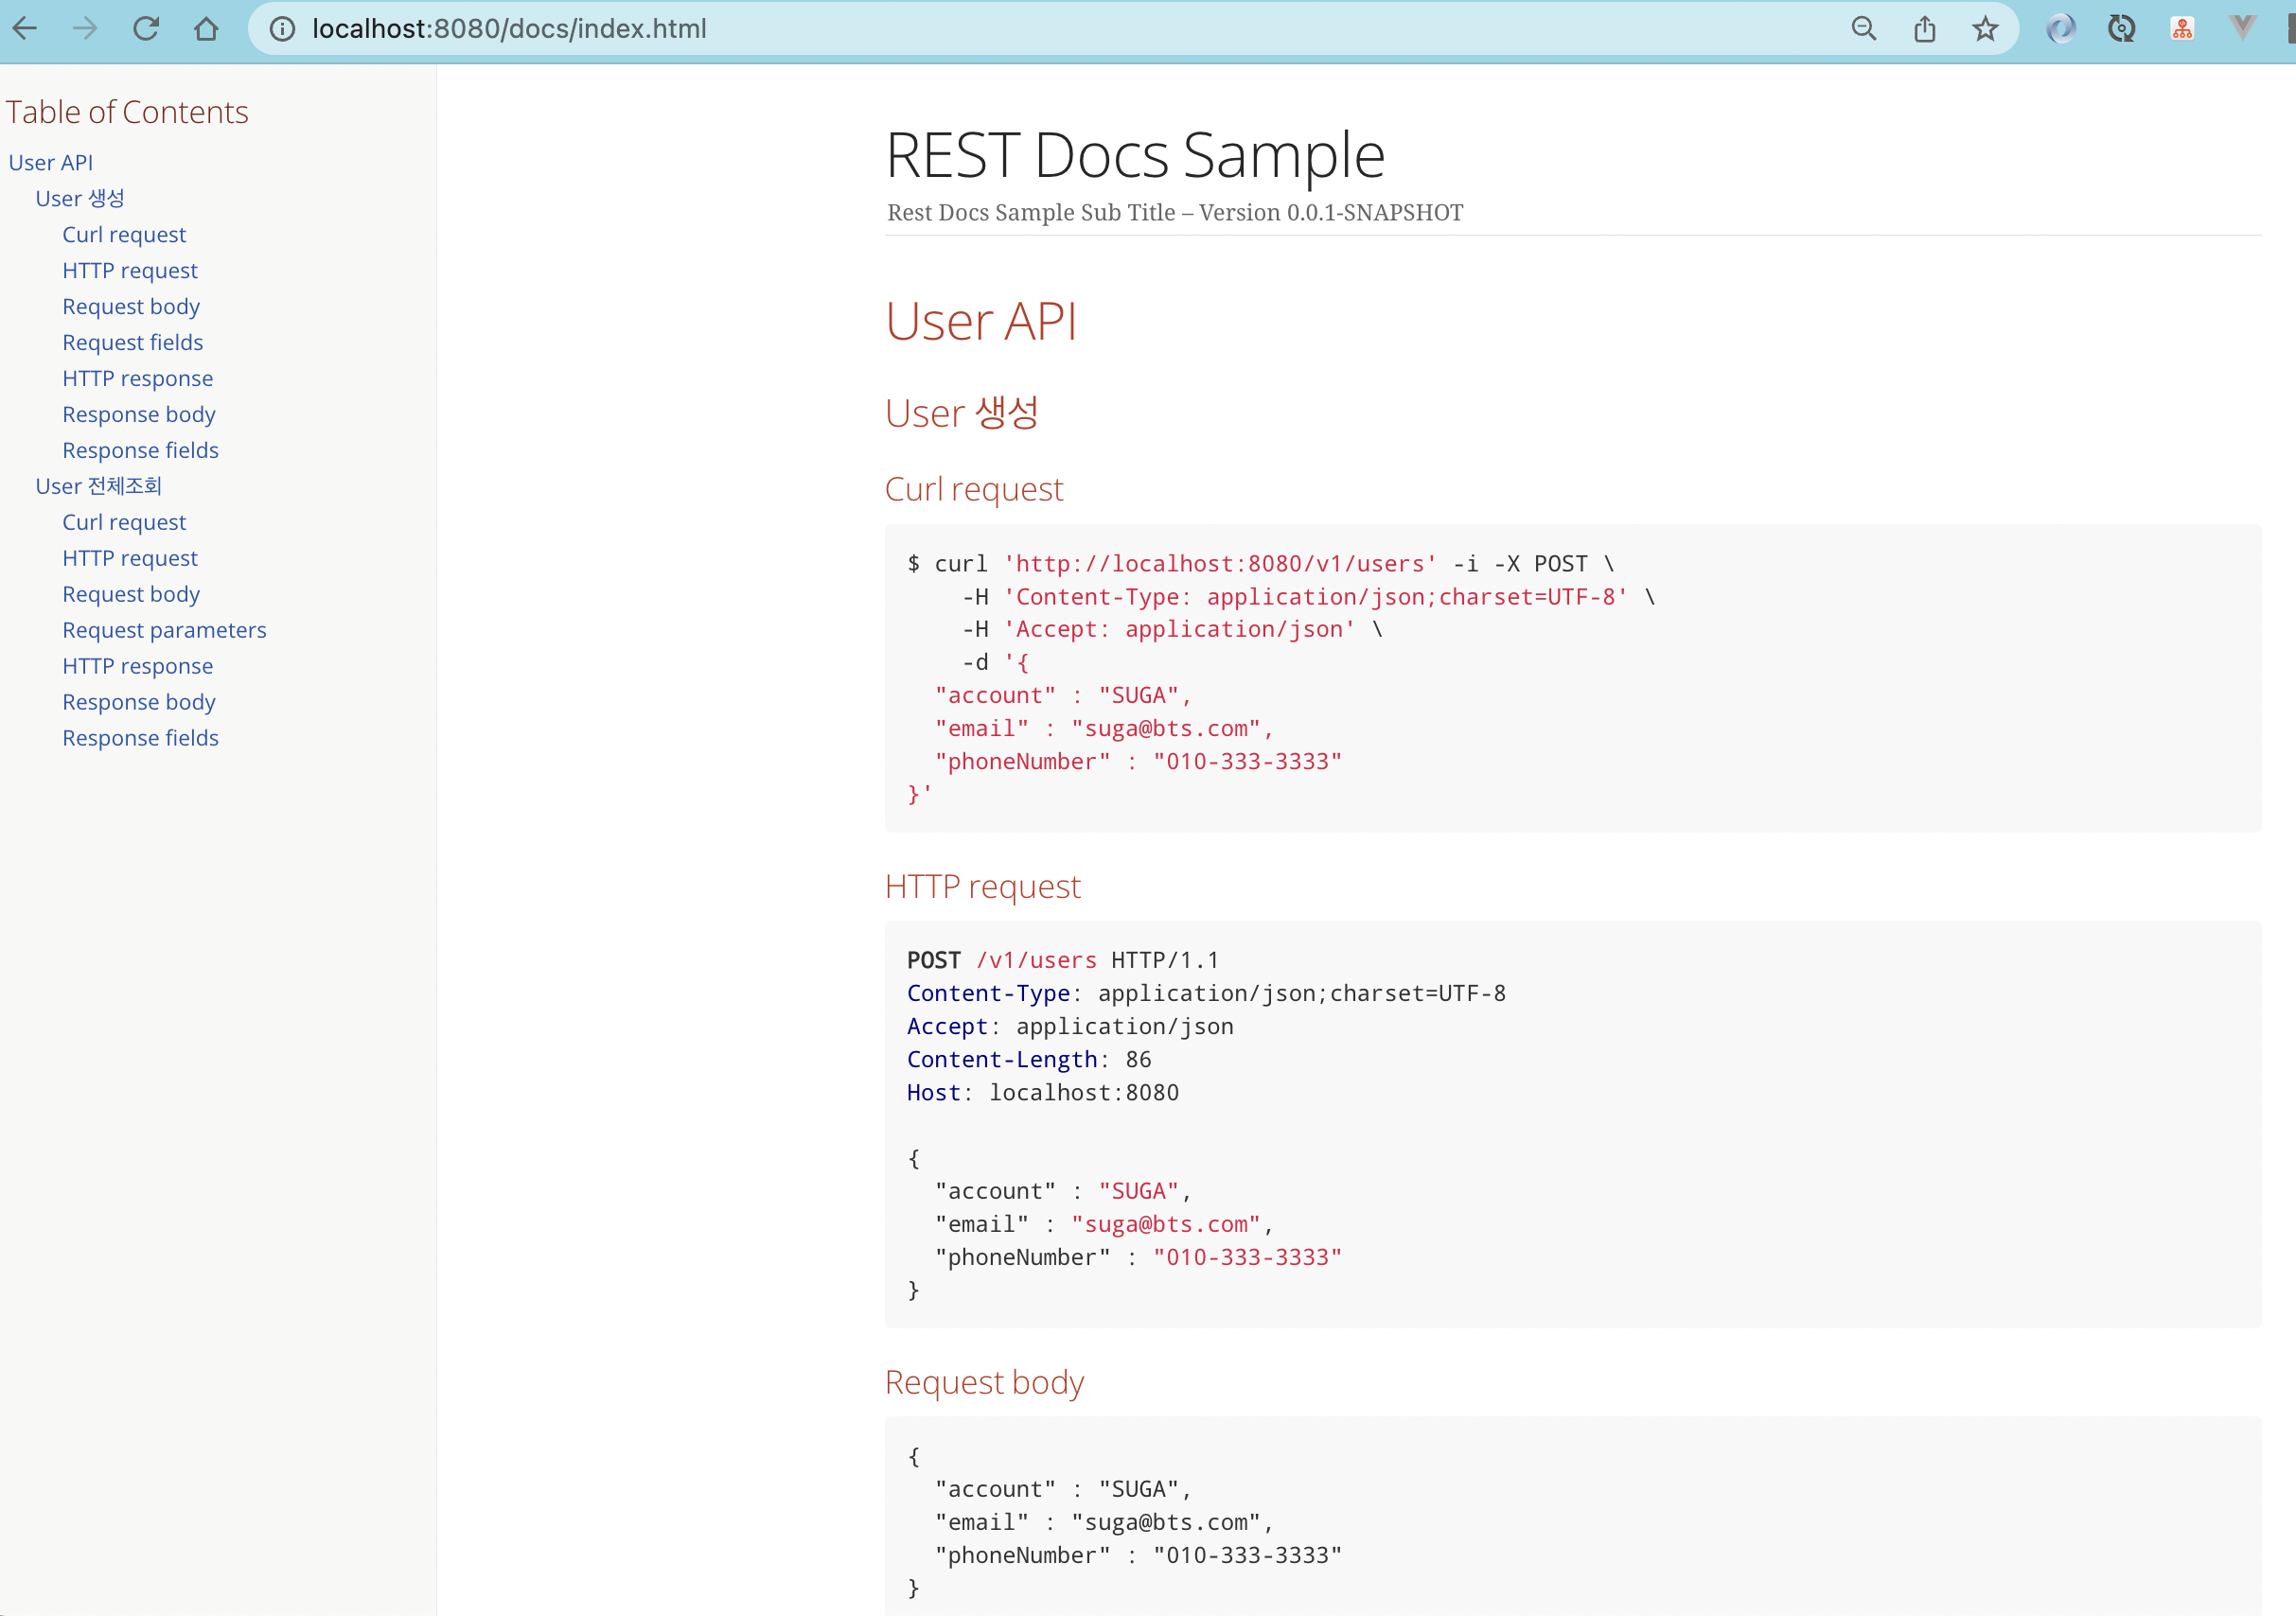 localhost:8080/docs/index.html
Table of Contents
User API
User 생성
Curl request
HTTP request
Request body
Request fields
HTTP response
Response body
Response fields
User 전체조회
Curl request
HTTP request
Request body
Request parameters
HTTP response
Response body
Response fields
REST Docs Sample
Rest Docs Sample Sub Title – Version 0.0.1-SNAPSHOT
User API
User 생성
Curl request
$ curl 'http://localhost:8080/v1/users' -i -X POST \
    -H 'Content-Type: application/json;charset=UTF-8' \
    -H 'Accept: application/json' \
    -d '{
  "account" : "SUGA",
  "email" : "suga@bts.com",
  "phoneNumber" : "010-333-3333"
}'
HTTP request
POST /v1/users HTTP/1.1
Content-Type: application/json;charset=UTF-8
Accept: application/json
Content-Length: 86
Host: localhost:8080
{
  "account" : "SUGA",
  "email" : "suga@bts.com",
  "phoneNumber" : "010-333-3333"
}
Request body
{
  "account" : "SUGA",
  "email" : "suga@bts.com",
  "phoneNumber" : "010-333-3333"
}